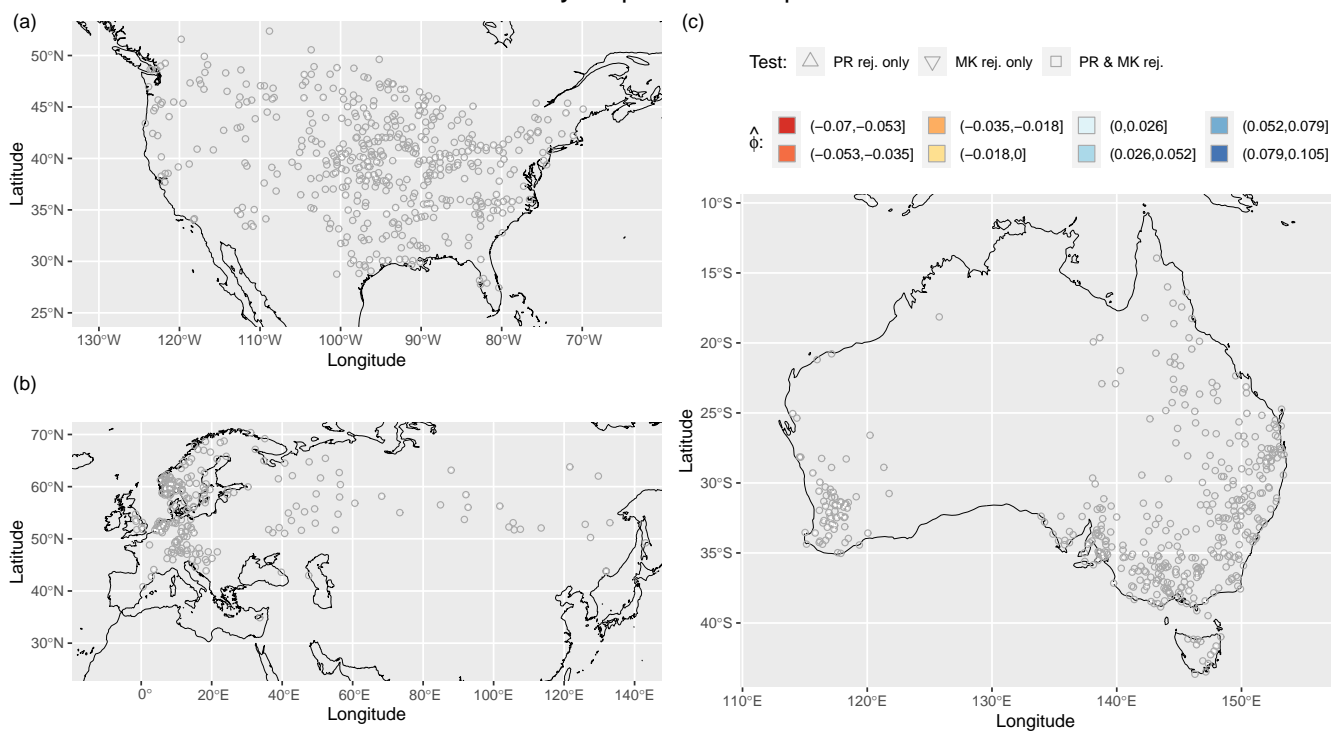 (a)
50°N
45°N
40°N
35°N
30°N
25°N
Latitude
130°W 120°W 110°W 100°W 90°W 80°W 70°W
Longitude
(b)
70°N
60°N
50°N
40°N
30°N
Latitude
0° 20°E 40°E 60°E 80°E 100°E 120°E 140°E
Longitude
(c)
Test: PR rej. only MK rej. only PR & MK rej.
ϕ̂: (−0.07,−0.053] (−0.035,−0.018] (0,0.026] (0.052,0.079]
(−0.053,−0.035] (−0.018,0] (0.026,0.052] (0.079,0.105]
10°S
15°S
20°S
25°S
30°S
35°S
40°S
Latitude
110°E 120°E 130°E 140°E 150°E
Longitude